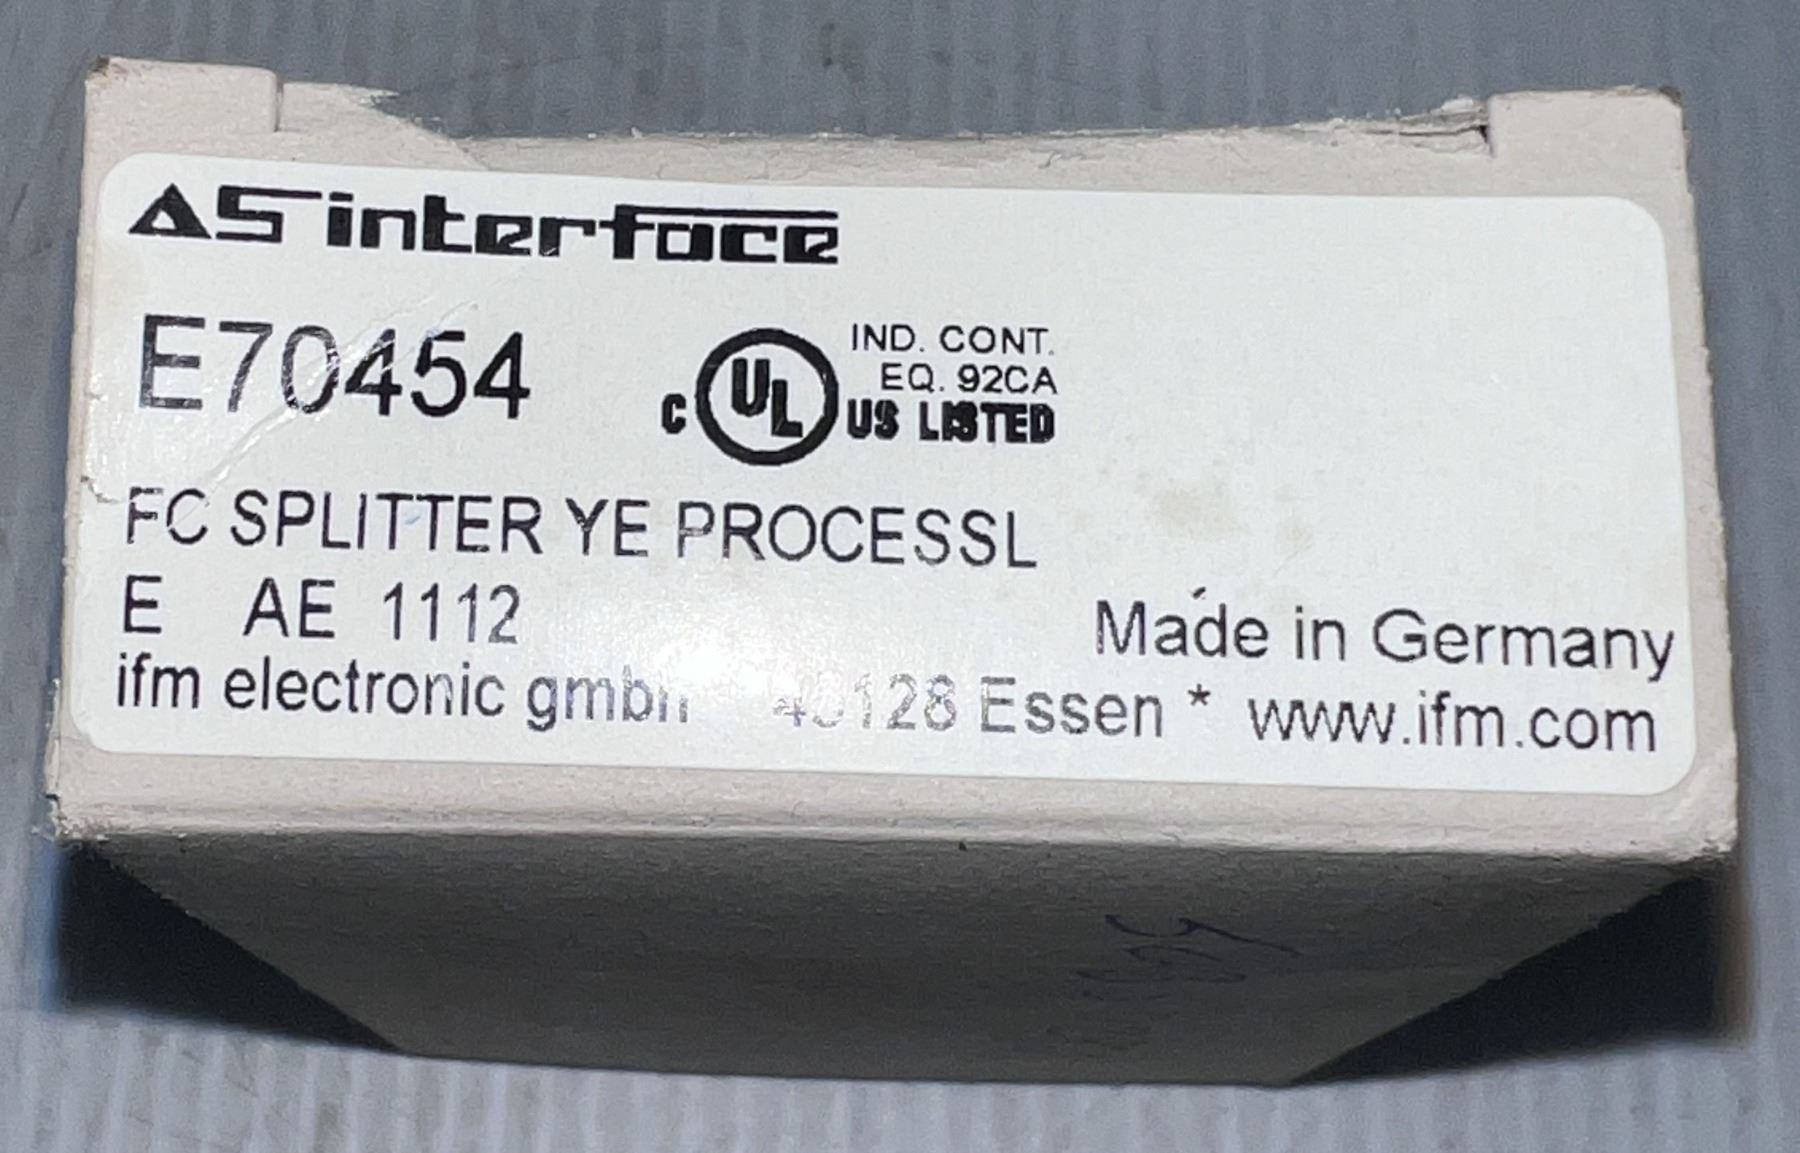 AS interface
E70454
IND. CONT.
EQ. 92CA
C UL US LISTED
FC SPLITTER YE PROCESSL
E AE 1112
Made in Germany
ifm electronic gmbh Essen * www.ifm.com